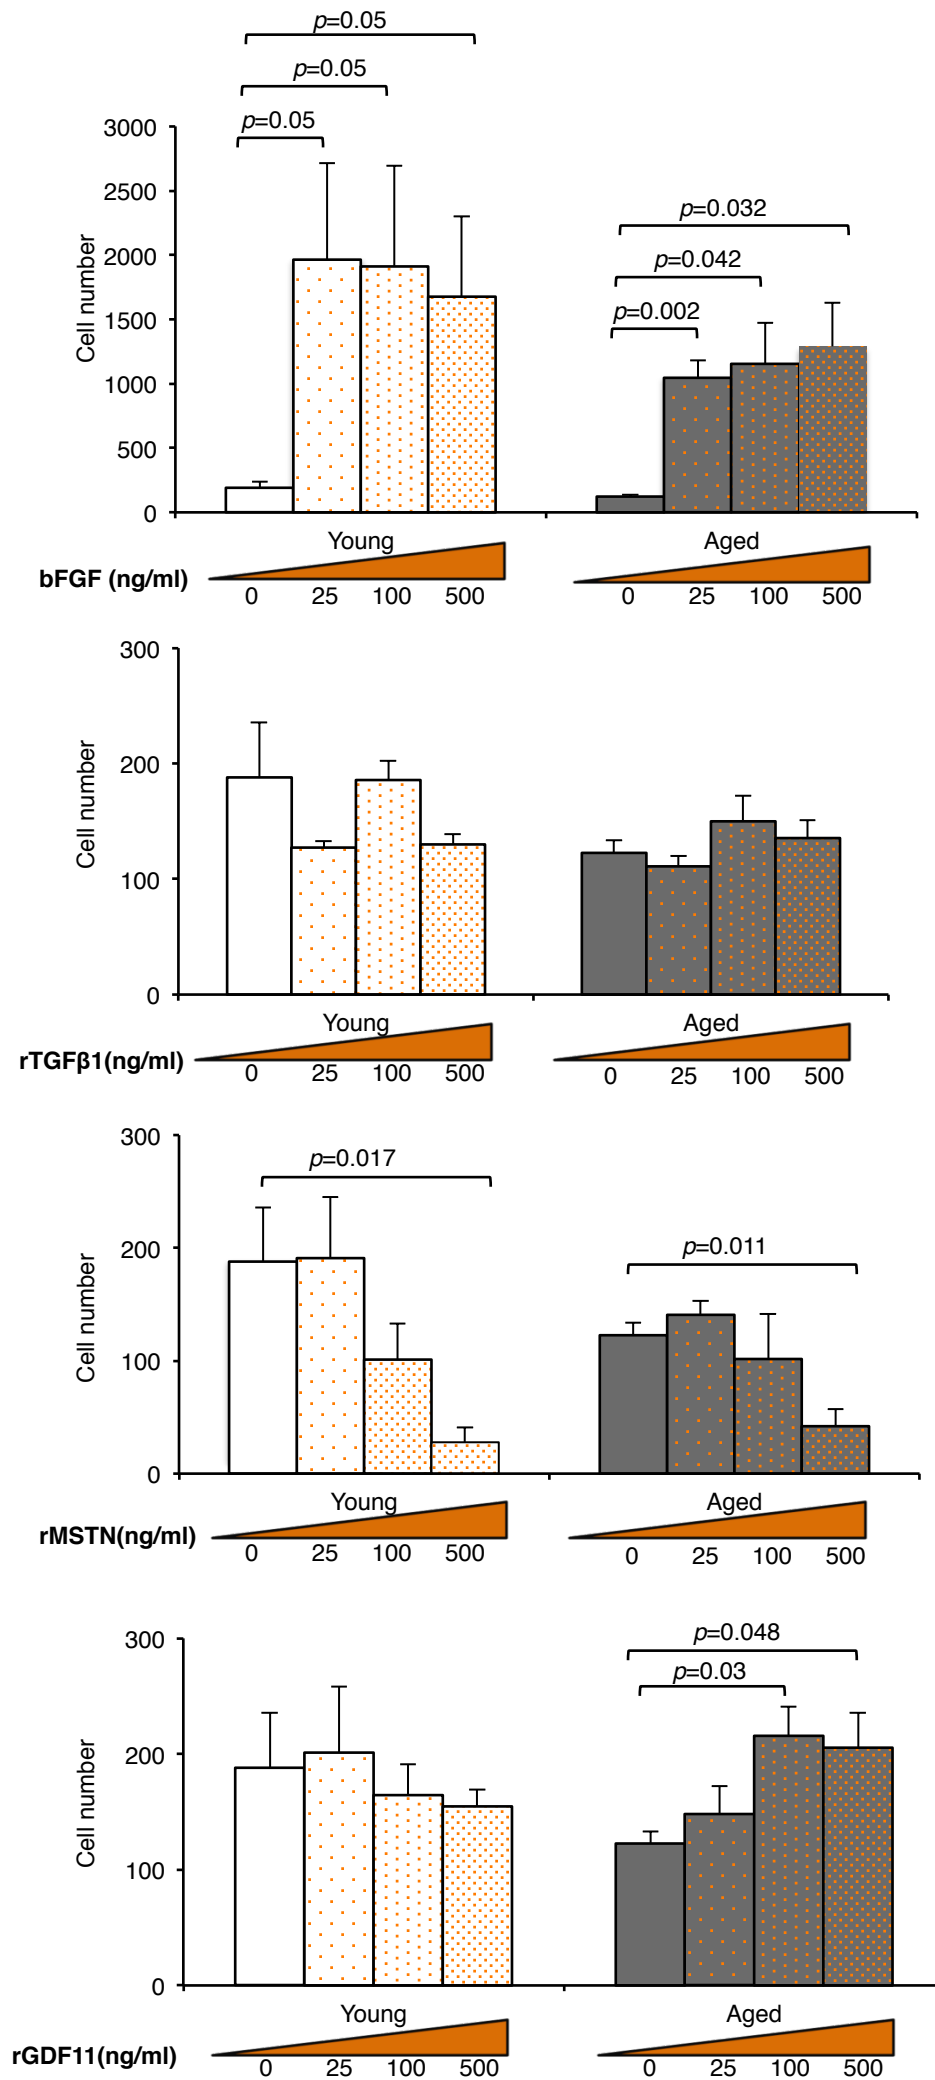 p=0.05
p=0.05
p=0.05
3000
2500
2000
1500
1000
500
0
Cell number
p=0.032
p=0.042
p=0.002
Young
Aged
bFGF (ng/ml)
0 25 100 500
0 25 100 500
300
200
100
0
Cell number
Young
Aged
rTGFβ1(ng/ml)
0 25 100 500
0 25 100 500
300
200
100
0
Cell number
p=0.017
p=0.011
Young
Aged
rMSTN(ng/ml)
0 25 100 500
0 25 100 500
300
200
100
0
Cell number
p=0.048
p=0.03
Young
Aged
rGDF11(ng/ml)
0 25 100 500
0 25 100 500